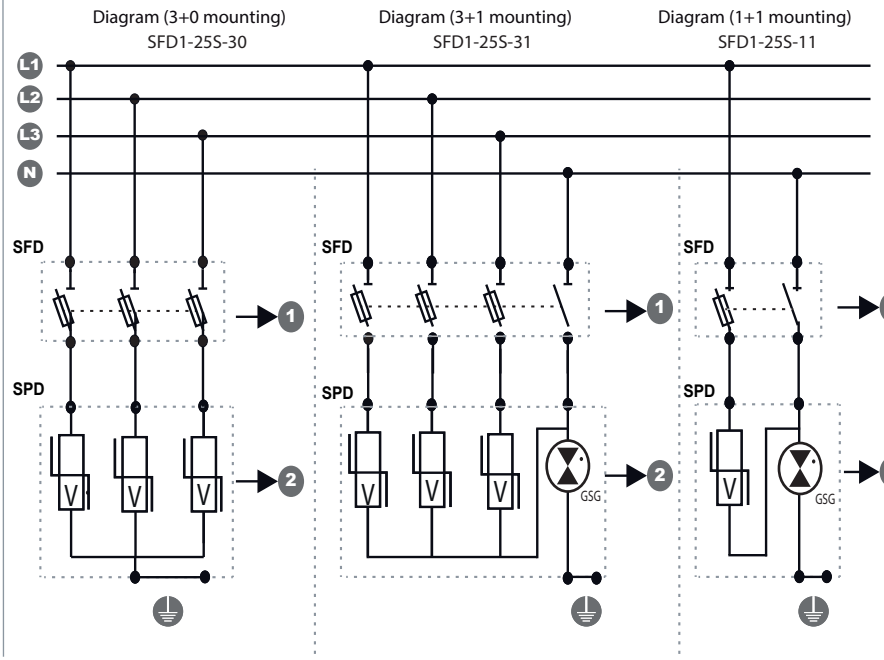 Diagram (3+0 mounting)
SFD1-25S-30
Diagram (3+1 mounting)
SFD1-25S-31
Diagram (1+1 mounting)
SFD1-25S-11
L1
L2
L3
N
SFD
1
SPD
V V V
2
SFD
1
SPD
V V V
GSG
2
SFD
SPD
V
GSG